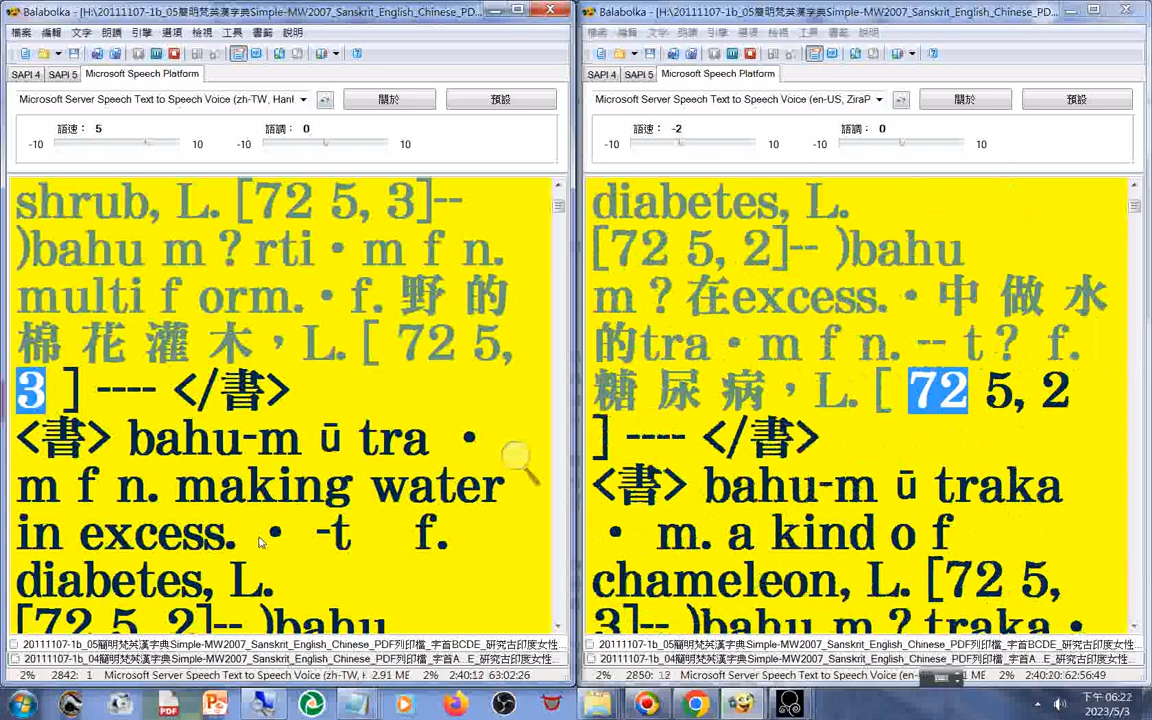 Balabolka - [H:\20111107-1b_05簡明梵英漢字典Simple-MW2007_Sanskrit_English_Chinese_PD...
檔案 編輯 文字 朗讀 引擎 選項 檢視 工具 書籤 說明
SAPI 4 SAPI 5 Microsoft Speech Platform
Microsoft Server Speech Text to Speech Voice (zh-TW, Hanl
關於 預設
語速： 5 語調： 0
-10 10 -10 10
shrub, L. [72 5, 3]--
)bahu m ? rti • m f n.
multi f orm. • f. 野 的
棉 花 灌 木，L. [ 72 5,
3 ] ---- </書>
<書> bahu-m ū tra •
m f n. making water
in excess. • -t f.
diabetes, L.
[72 5, 2]-- )bahu
20111107-1b_05簡明梵英漢字典Simple-MW2007_Sanskrit_English_Chinese_PDF列印檔_字首BCDE_研究古印度女性...
20111107-1b_04簡明梵英漢字典Simple-MW2007_Sanskrit_English_Chinese_PDF列印檔_字首A...E_研究古印度女性...
2% 2842: 1 Microsoft Server Speech Text to Speech Voice (zh-TW, H 2.91 ME 2% 2:40:12 63:02:26
Balabolka - [H:\20111107-1b_05簡明梵英漢字典Simple-MW2007_Sanskrit_English_Chinese_PD...
檔案 編輯 文字 朗讀 引擎 選項 檢視 工具 書籤 說明
SAPI 4 SAPI 5 Microsoft Speech Platform
Microsoft Server Speech Text to Speech Voice (en-US, ZiraP
關於 預設
語速： -2 語調： 0
-10 10 -10 10
diabetes, L.
[72 5, 2]-- )bahu
m ? 在excess. • 中 做 水
的tra • m f n. -- t ? f.
糖 尿 病，L. [ 72 5, 2
] ---- </書>
<書> bahu-m ū traka
• m. a kind o f
chameleon, L. [72 5,
3]-- )bahu m ? traka •
20111107-1b_05簡明梵英漢字典Simple-MW2007_Sanskrit_English_Chinese_PDF列印檔_字首BCDE_研究古印度女性...
20111107-1b_04簡明梵英漢字典Simple-MW2007_Sanskrit_English_Chinese_PDF列印檔_字首A...E_研究古印度女性...
2% 2850: 12 Microsoft Server Speech Text to Speech Voice ME 2% 2:40:20 62:56:49
PDF
下午 06:22
2023/5/3